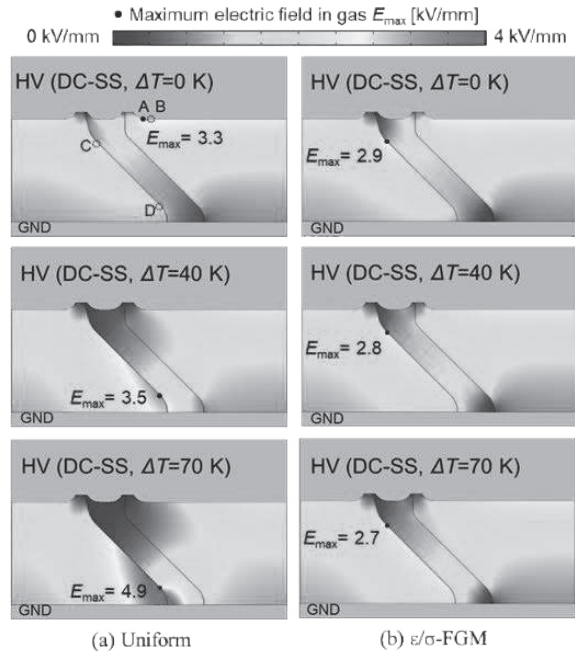 • Maximum electric field in gas Emax [kV/mm]
0 kV/mm 4 kV/mm
HV (DC-SS, ΔT=0 K)
A B
Emax= 3.3
C
D
GND
HV (DC-SS, ΔT=0 K)
Emax= 2.9
GND
HV (DC-SS, ΔT=40 K)
Emax= 3.5
GND
HV (DC-SS, ΔT=40 K)
Emax= 2.8
GND
HV (DC-SS, ΔT=70 K)
Emax= 4.9
GND
HV (DC-SS, ΔT=70 K)
Emax= 2.7
GND
(a) Uniform
(b) ε/σ-FGM